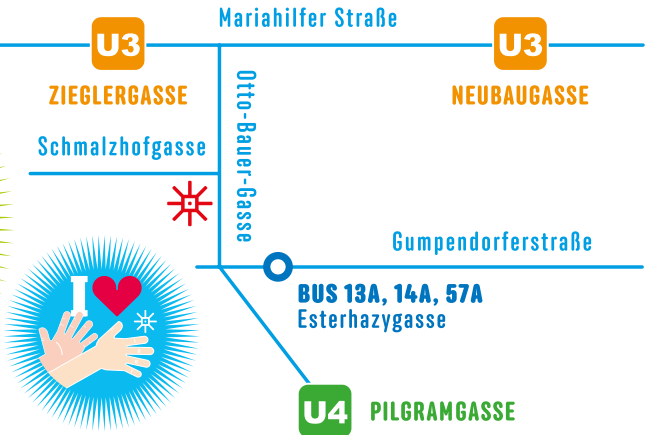 Mariahilfer Straße
U3
U3
ZIEGLERGASSE
NEUBAUGASSE
Otto-Bauer-Gasse
Schmalzhofgasse
Gumpendorferstraße
BUS 13A, 14A, 57A
Esterhazygasse
I
U4
PILGRAMGASSE